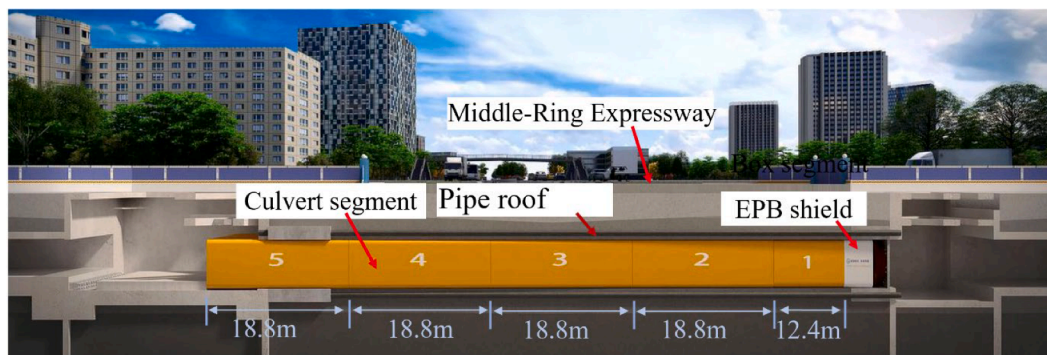 Middle-Ring Expressway
Box segment
Culvert segment
Pipe roof
EPB shield
5
4
3
2
1
18.8m
18.8m
18.8m
18.8m
12.4m